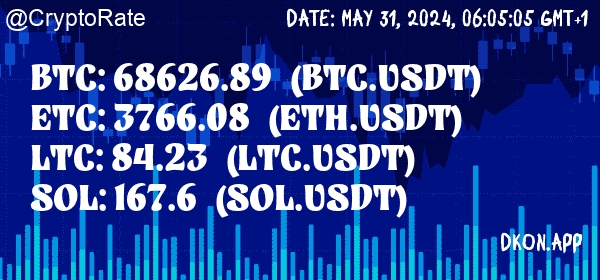 @CryptoRate
DATE: MAY 31, 2024, 06:05:05 GMT+1
BTC: 68626.89 (BTC.USDT)
ETC: 3766.08 (ETH.USDT)
LTC: 84.23 (LTC.USDT)
SOL: 167.6 (SOL.USDT)
DKON.APP